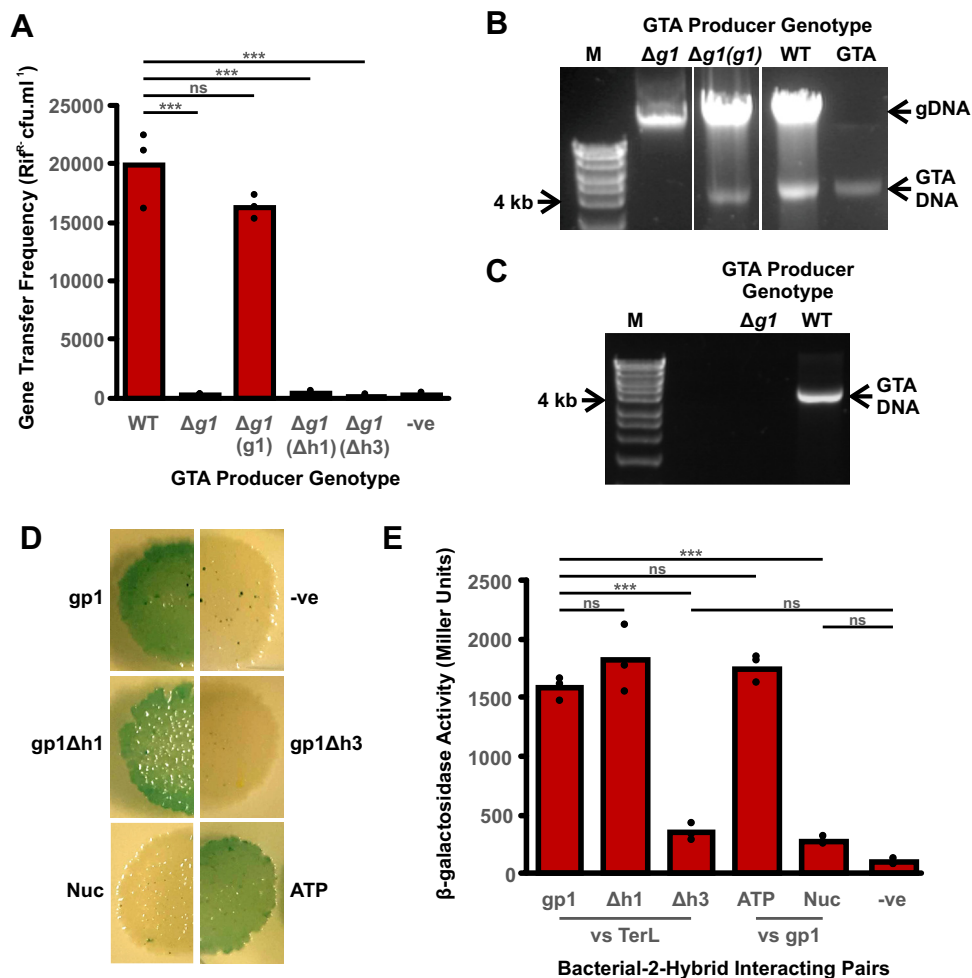 A
***
***
ns
***
Gene Transfer Frequency (Rifᴿ⁻ cfu.ml⁻¹)
25000
20000
15000
10000
5000
0
WT
Δg1
Δg1
(g1)
Δg1
(Δh1)
Δg1
(Δh3)
-ve
GTA Producer Genotype
B
GTA Producer Genotype
M
Δg1
Δg1(g1)
WT
GTA
gDNA
GTA
DNA
4 kb
C
GTA Producer
Genotype
M
Δg1
WT
4 kb
GTA
DNA
D
gp1
-ve
gp1Δh1
gp1Δh3
Nuc
ATP
E
***
ns
***
ns
ns
ns
β-galactosidase Activity (Miller Units)
2500
2000
1500
1000
500
0
gp1
Δh1
Δh3
ATP
Nuc
-ve
vs TerL
vs gp1
Bacterial-2-Hybrid Interacting Pairs